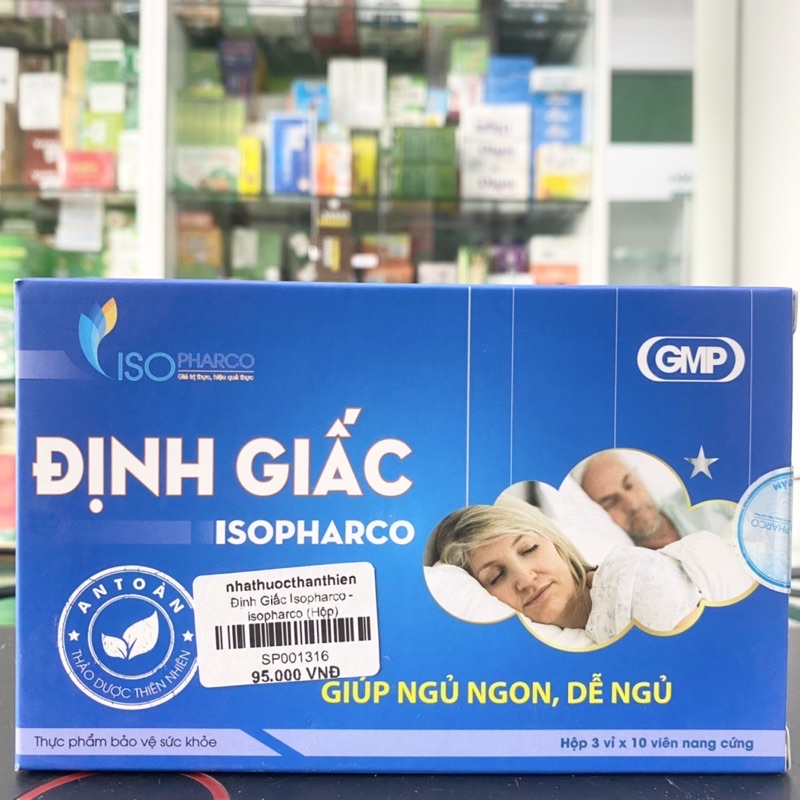 ISOPHARCO
Giá trị thực, hiệu quả thực
GMP
ĐỊNH GIẤC
ISOPHARCO
AN TOÀN
THẢO DƯỢC THIÊN NHIÊN
nhathuocthanthien
Định Giấc Isopharco -
isopharco (Hộp)
SP001316
95.000 VNĐ
GIÚP NGỦ NGON, DỄ NGỦ
Thực phẩm bảo vệ sức khỏe
Hộp 3 vỉ x 10 viên nang cứng